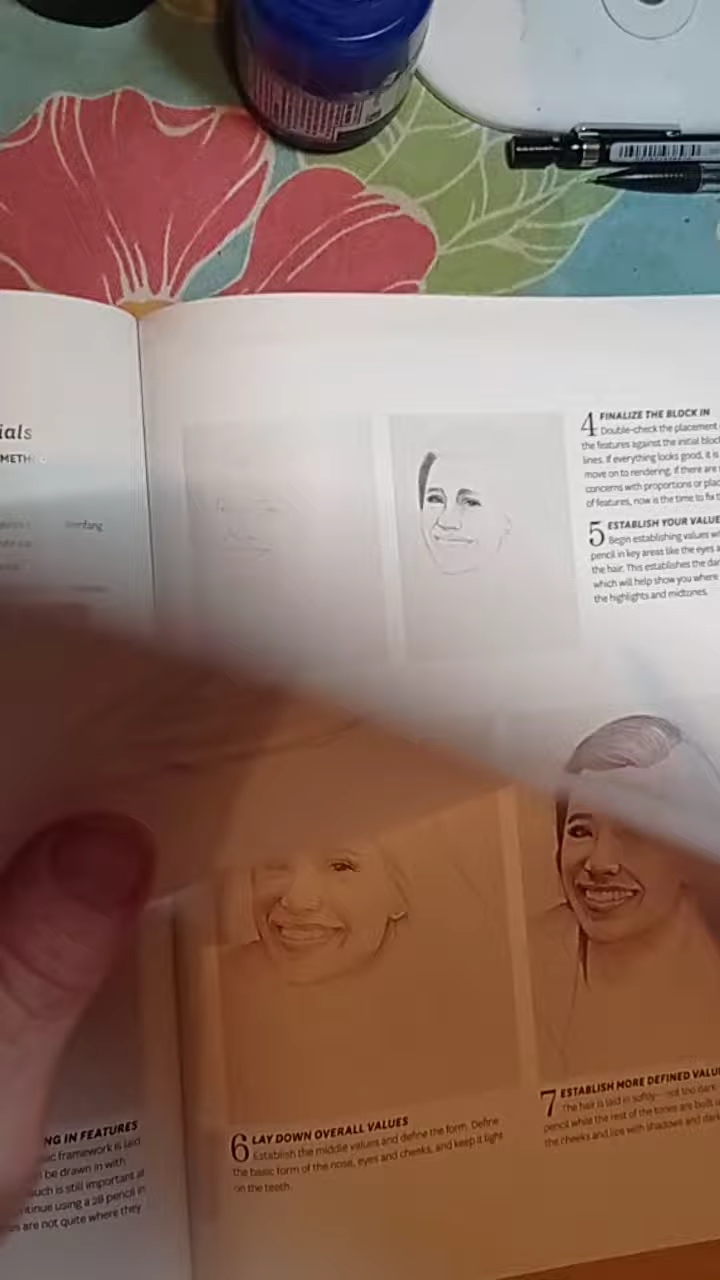 ials
METH
4 FINALIZE THE BLOCK IN
Double-check the placement
the features against the initial bloc
lines. If everything looks good, it is
move on to rendering, if there are
concerns with proportions or plac
of features, now is the time to fix t
5 ESTABLISH YOUR VALUE
Begin establishing values w
pencil in key areas like the eyes a
the hair. This establishes the da
which will help show you where
the highlights and midtones.
NG IN FEATURES
ic framework is laid
be drawn in with
uch is still important a
ntinue using a 2B pencil in
es are not quite where they
6 LAY DOWN OVERALL VALUES
Establish the middle values and define the form. Define
the basic form of the nose, eyes and cheeks, and keep it light
on the teeth.
7 ESTABLISH MORE DEFINED VALU
The hair is laid in softly—not too dark
pencil while the rest of the tones are built u
the cheeks and lips with shadows and dar